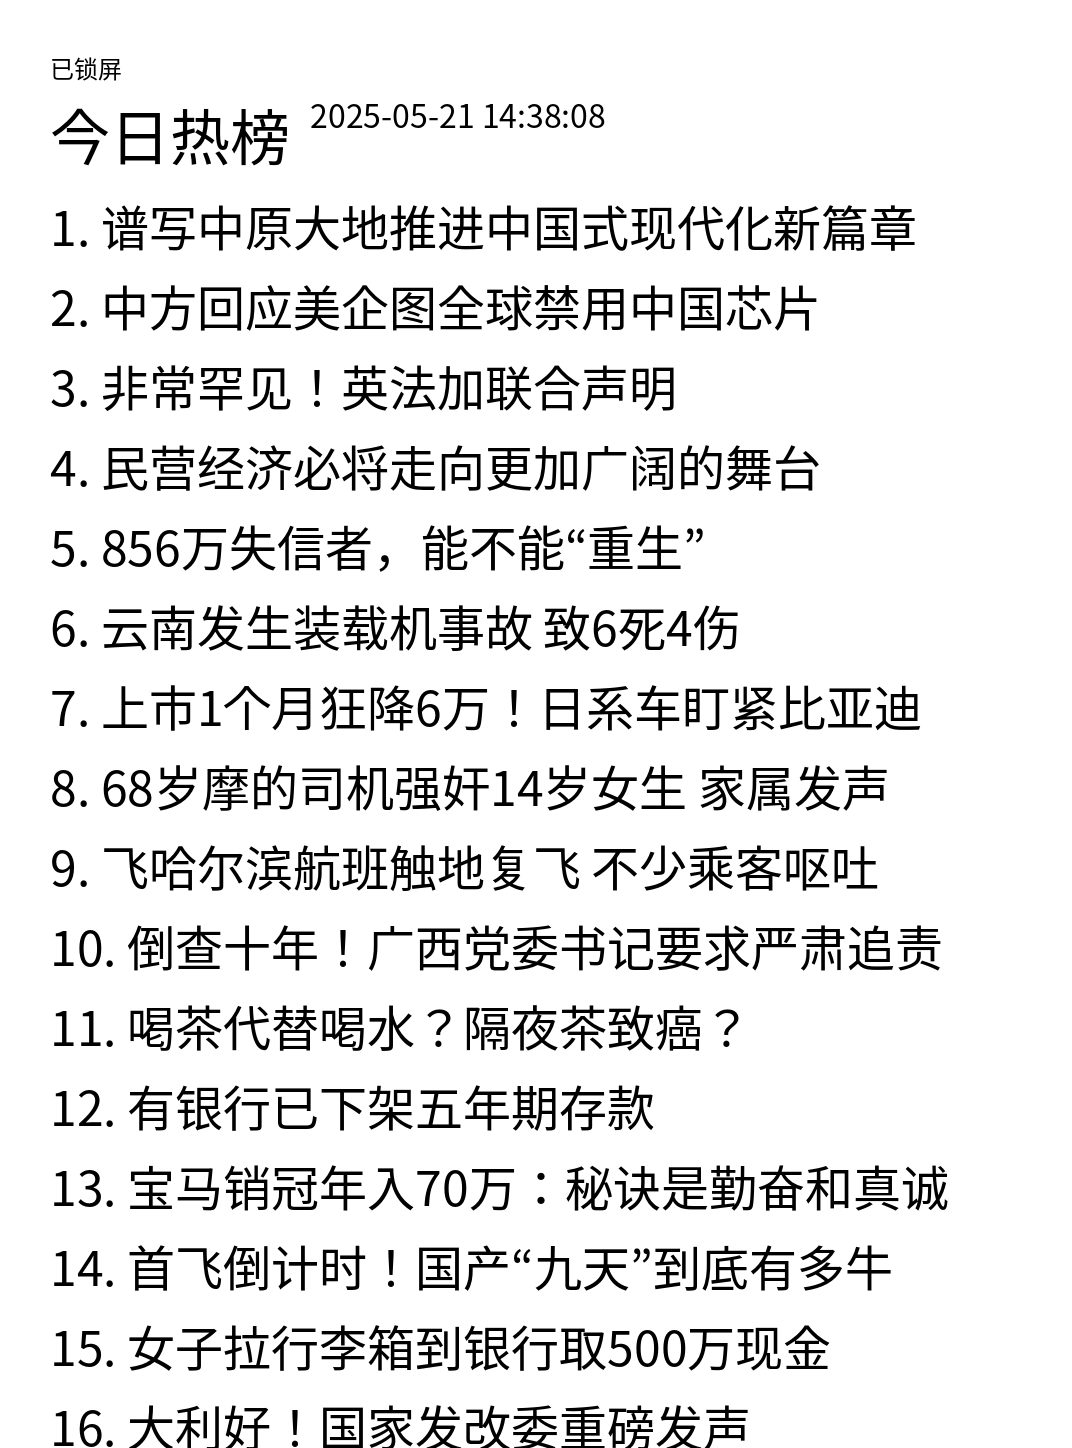 已锁屏
今日热榜 2025-05-21 14:38:08
1. 谱写中原大地推进中国式现代化新篇章
2. 中方回应美企图全球禁用中国芯片
3. 非常罕见！英法加联合声明
4. 民营经济必将走向更加广阔的舞台
5. 856万失信者，能不能“重生”
6. 云南发生装载机事故 致6死4伤
7. 上市1个月狂降6万！日系车盯紧比亚迪
8. 68岁摩的司机强奸14岁女生 家属发声
9. 飞哈尔滨航班触地复飞 不少乘客呕吐
10. 倒查十年！广西党委书记要求严肃追责
11. 喝茶代替喝水？隔夜茶致癌？
12. 有银行已下架五年期存款
13. 宝马销冠年入70万：秘诀是勤奋和真诚
14. 首飞倒计时！国产“九天”到底有多牛
15. 女子拉行李箱到银行取500万现金
16. 大利好！国家发改委重磅发声